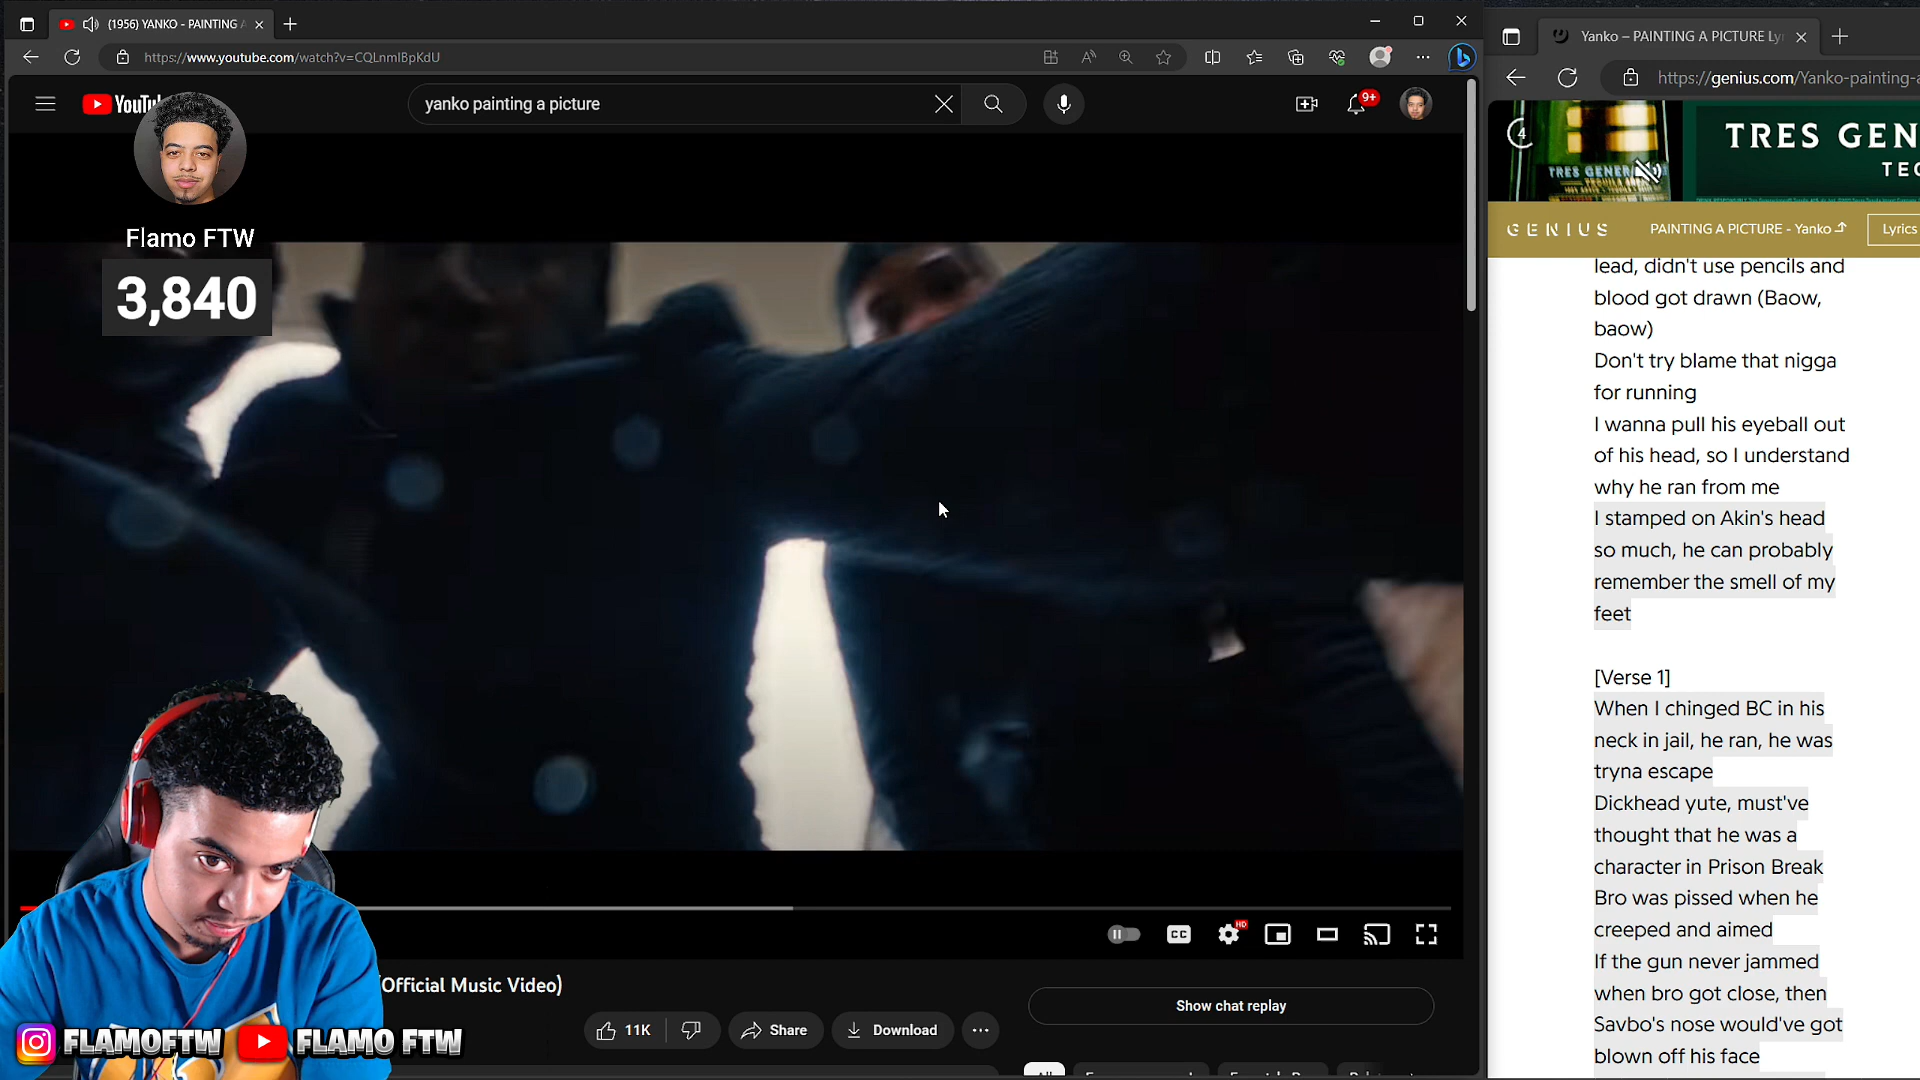 (1956) YANKO - PAINTING A
https://www.youtube.com/watch?v=CQLnmlBpKdU
yanko painting a picture
9+
Flamo FTW
3,840
CC
HD
(Official Music Video)
11K
Share
Download
Show chat replay
All
FLAMOFTW
FLAMO FTW
Yanko – PAINTING A PICTURE Ly
https://genius.com/Yanko-painting-a
4
TRES GENER
TRES GEN
TEQ
GENIUS
PAINTING A PICTURE - Yanko
Lyrics
lead, didn't use pencils and
blood got drawn (Baow,
baow)
Don't try blame that nigga
for running
I wanna pull his eyeball out
of his head, so I understand
why he ran from me
I stamped on Akin's head
so much, he can probably
remember the smell of my
feet
[Verse 1]
When I chinged BC in his
neck in jail, he ran, he was
tryna escape
Dickhead yute, must've
thought that he was a
character in Prison Break
Bro was pissed when he
creeped and aimed
If the gun never jammed
when bro got close, then
Savbo's nose would've got
blown off his face